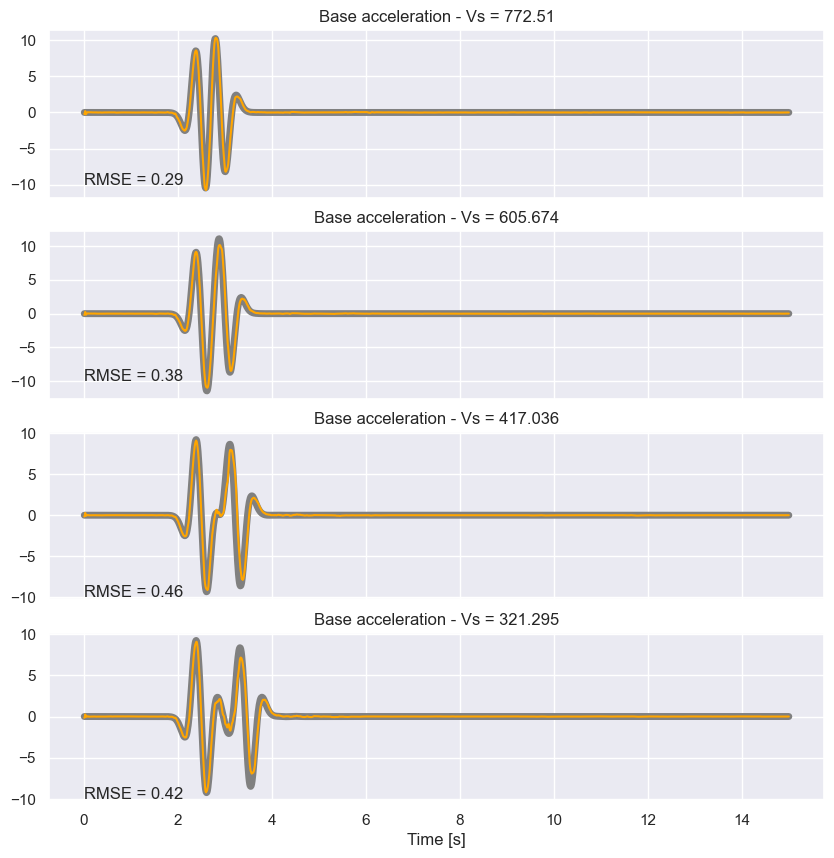 Base acceleration - Vs = 772.51
10
5
0
−5
−10
RMSE = 0.29
Base acceleration - Vs = 605.674
10
5
0
−5
−10
RMSE = 0.38
Base acceleration - Vs = 417.036
10
5
0
−5
−10
RMSE = 0.46
Base acceleration - Vs = 321.295
10
5
0
−5
−10
RMSE = 0.42
0 2 4 6 8 10 12 14
Time [s]